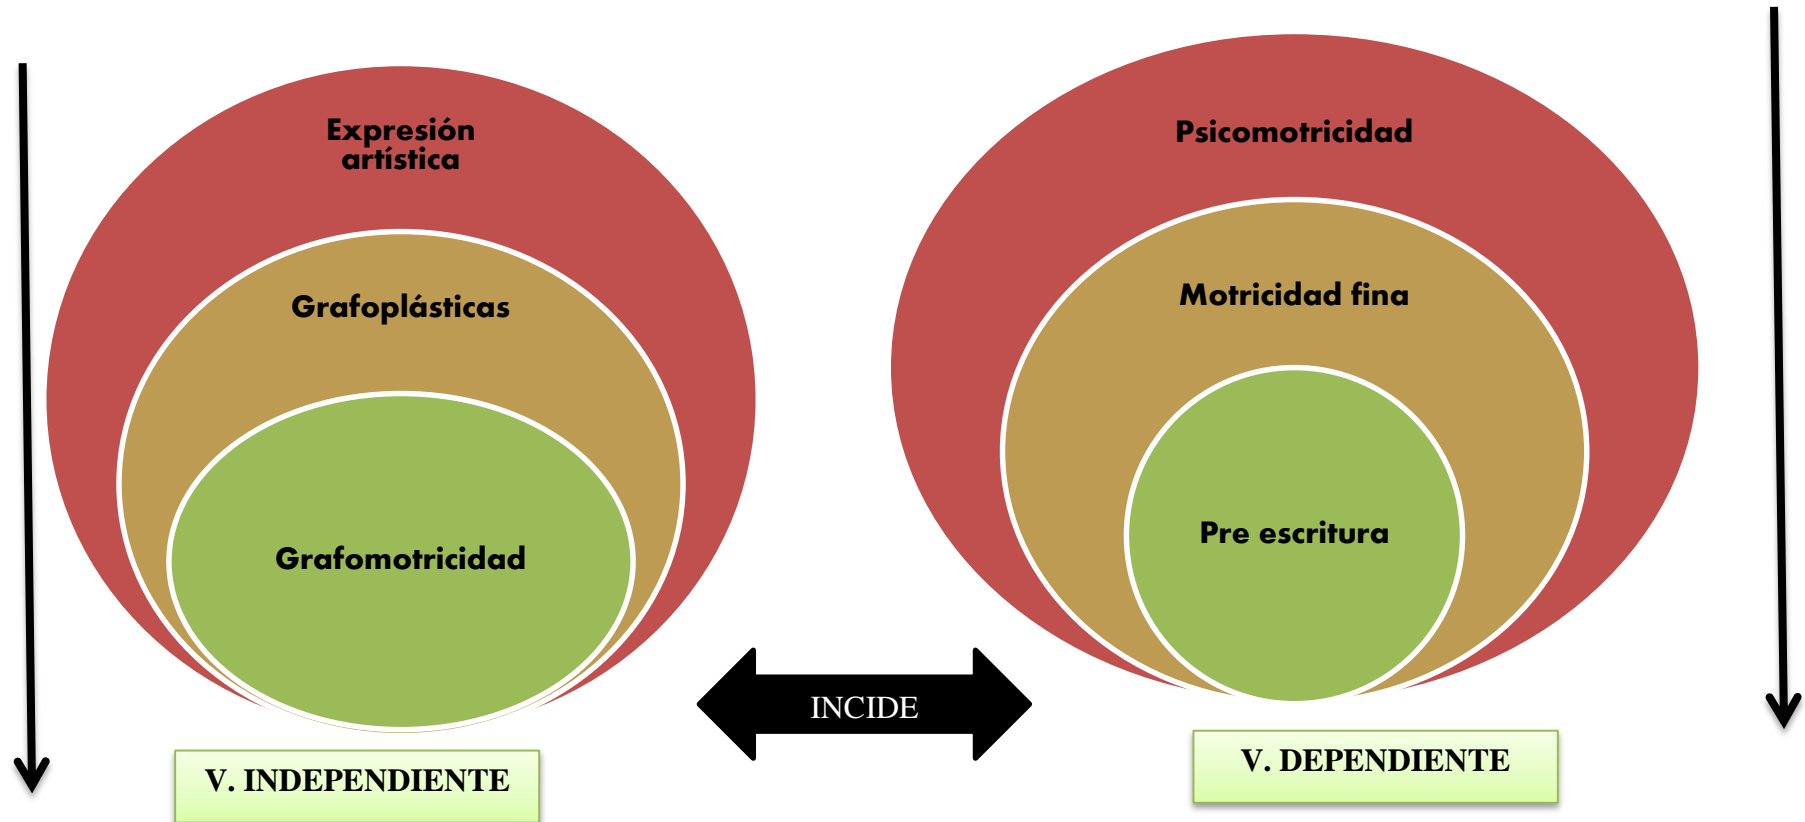 Expresión
artística
Grafoplásticas
Grafomotricidad
V. INDEPENDIENTE
INCIDE
Psicomotricidad
Motricidad fina
Pre escritura
V. DEPENDIENTE